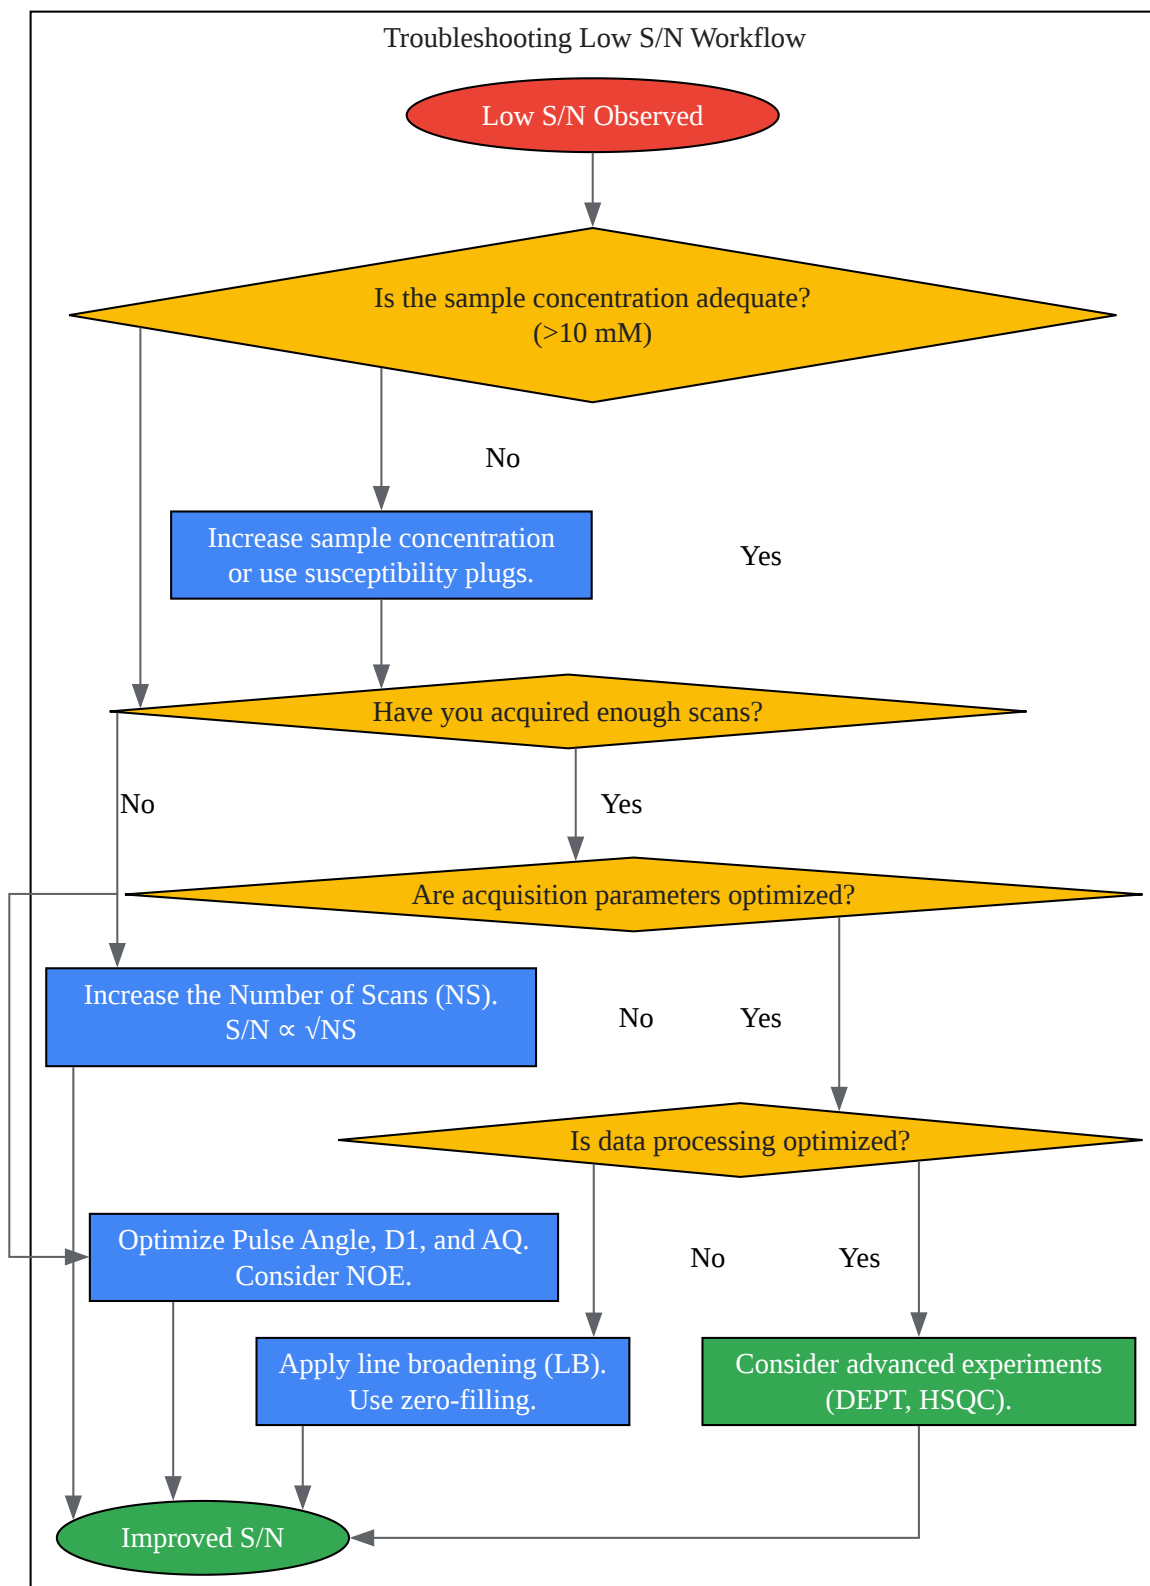 Troubleshooting Low S/N Workflow
Low S/N Observed
Is the sample concentration adequate?
(>10 mM)
No
Increase sample concentration
or use susceptibility plugs.
Yes
Have you acquired enough scans?
No
Yes
Are acquisition parameters optimized?
Increase the Number of Scans (NS).
S/N ∝ √NS
No
Yes
Is data processing optimized?
Optimize Pulse Angle, D1, and AQ.
Consider NOE.
No
Yes
Apply line broadening (LB).
Use zero-filling.
Consider advanced experiments
(DEPT, HSQC).
Improved S/N